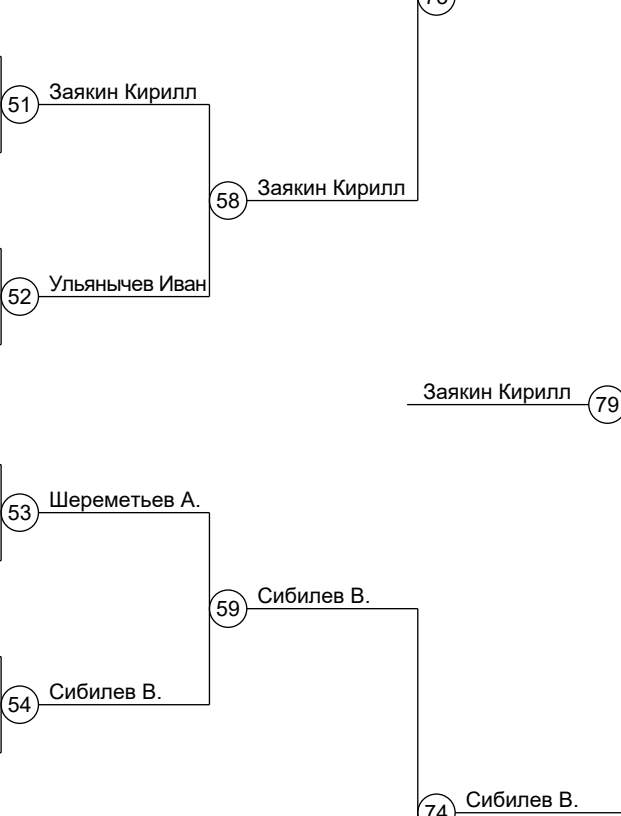 51 Заякин Кирилл
58 Заякин Кирилл
52 Ульянычев Иван
Заякин Кирилл 79
53 Шереметьев А.
59 Сибилев В.
54 Сибилев В.
74 Сибилев В.